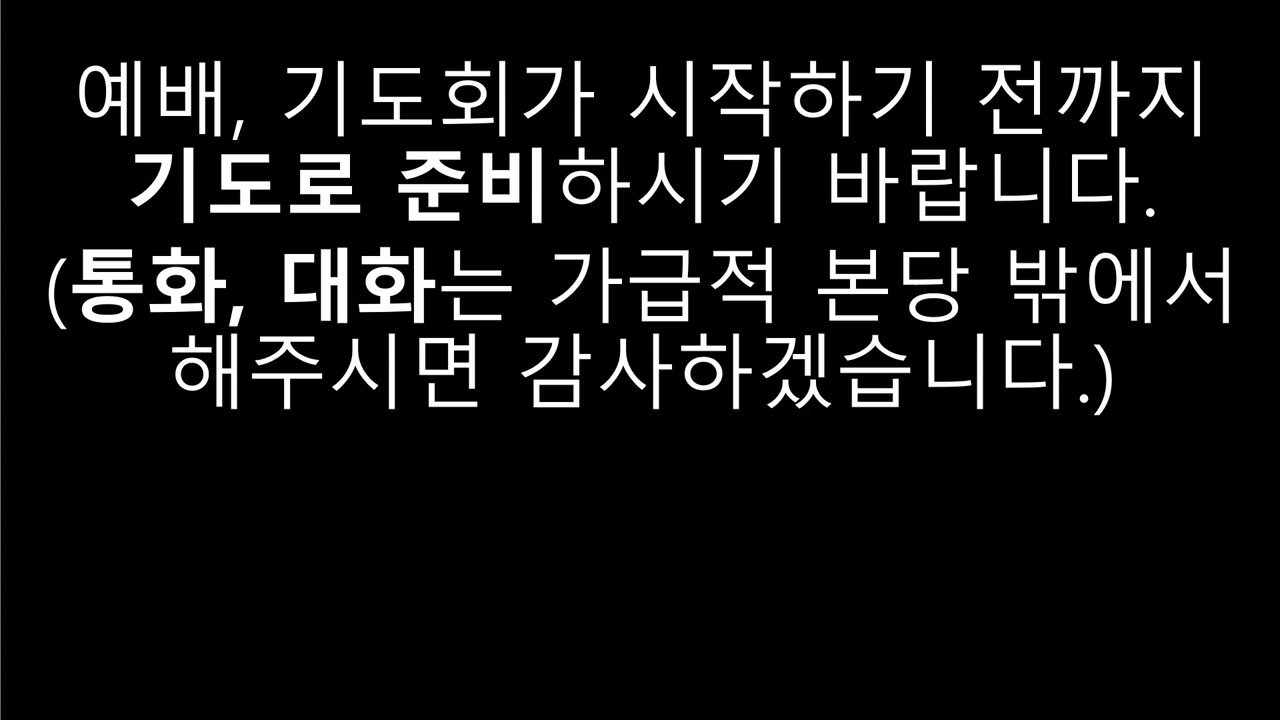 예배, 기도회가 시작하기 전까지
기도로 준비하시기 바랍니다.
(통화, 대화는 가급적 본당 밖에서
해주시면 감사하겠습니다.)